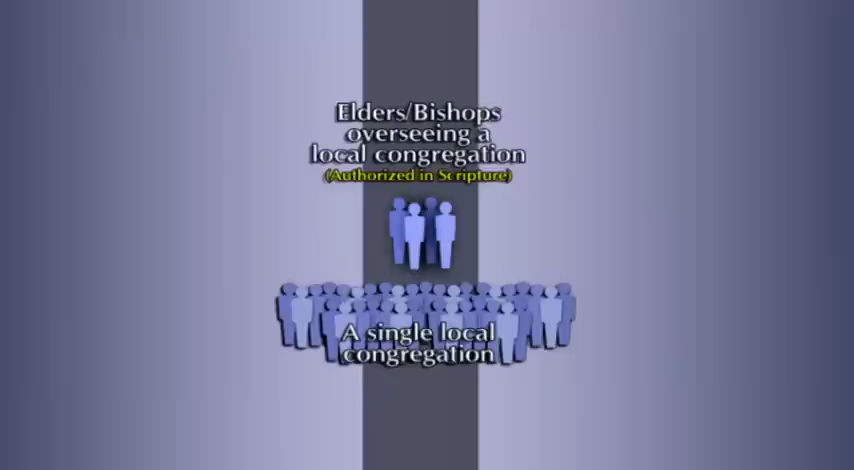 Elders/Bishops
overseeing a
local congregation
(Authorized in Scripture)
A single local
congregation